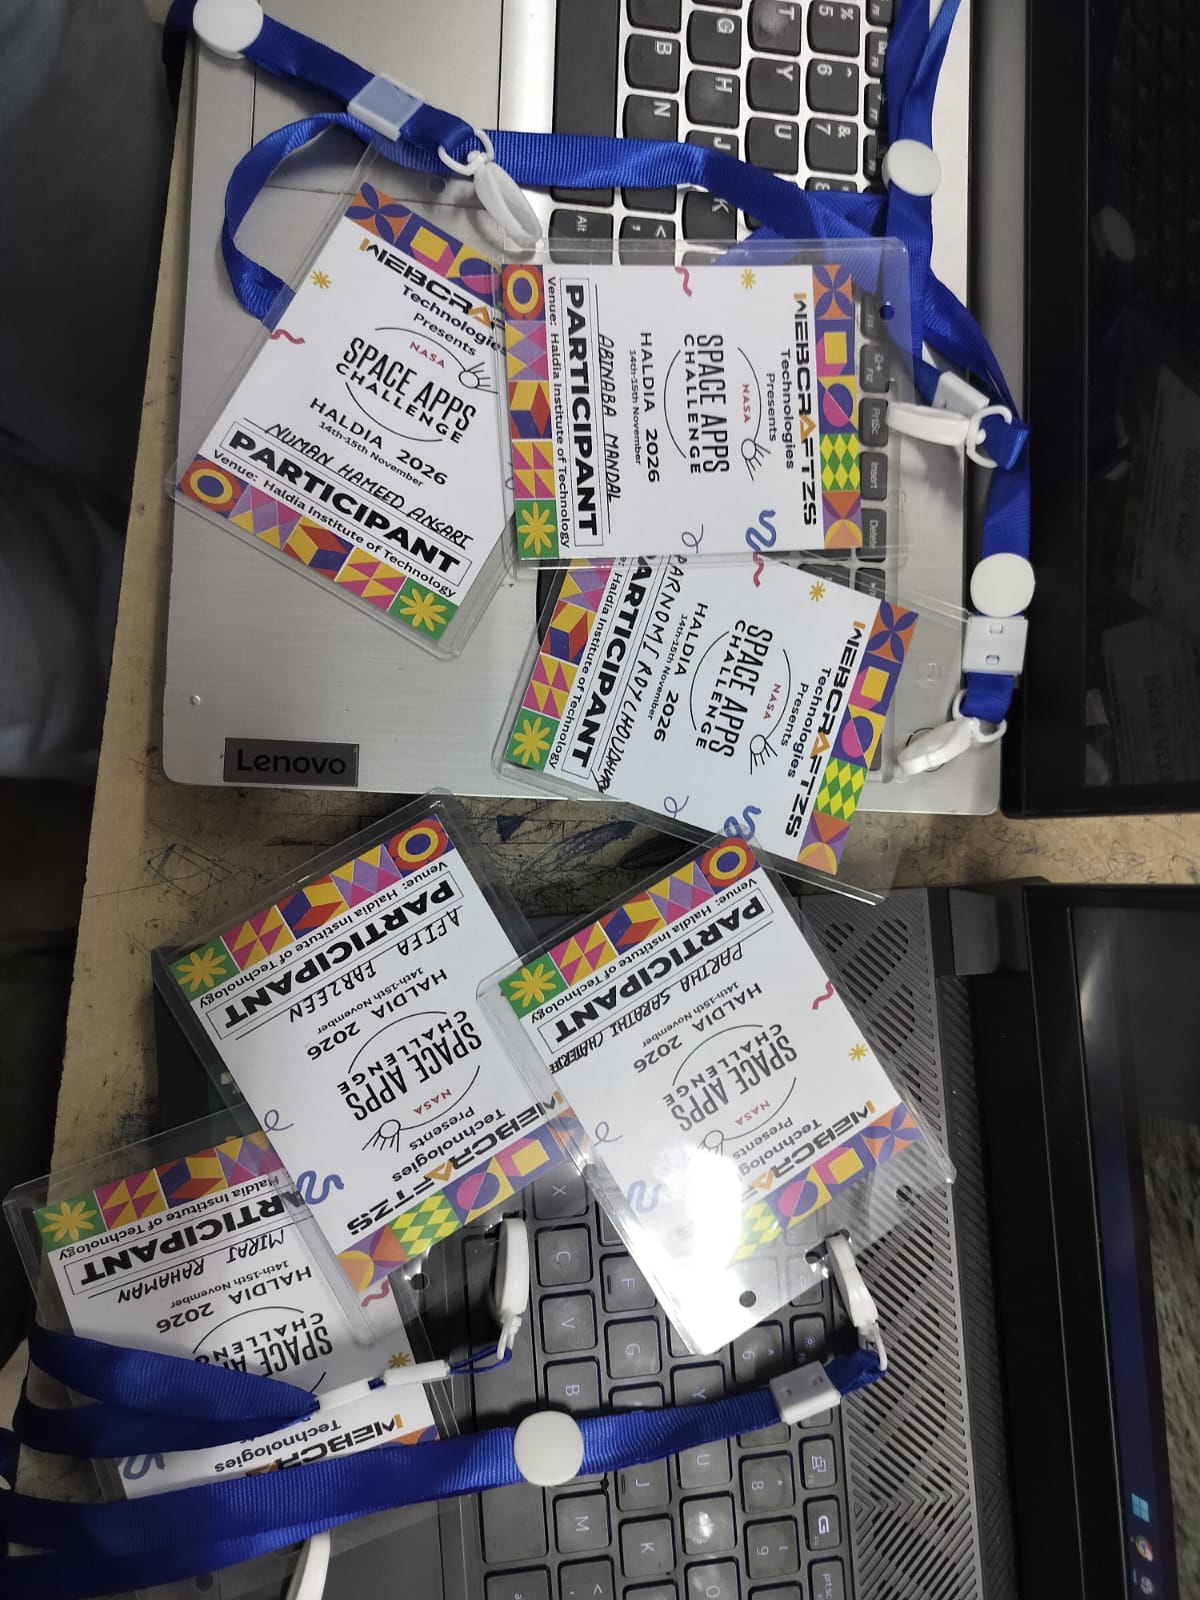 WEBCRAFTZS
Technologies
Presents
NASA
SPACE APPS
CHALLENGE
HALDIA 2026
14th-15th November
NUMAN HAMEED ANSARI
PARTICIPANT
Venue: Haldia Institute of Technology
WEBCRAFTZS
Technologies
Presents
NASA
SPACE APPS
CHALLENGE
HALDIA 2026
14th-15th November
ABINABA MANDAL
PARTICIPANT
Venue: Haldia Institute of Technology
WEBCRAFTZS
Technologies
Presents
NASA
SPACE APPS
CHALLENGE
HALDIA 2026
14th-15th November
PARTICIPANT
Haldia Institute of Technology
Lenovo
WEBCRAFTZS
Technologies
Presents
NASA
SPACE APPS
CHALLENGE
HALDIA 2026
14th-15th November
AFIFA FARZEEN
PARTICIPANT
Venue: Haldia Institute of Technology
WEBCRA
Technologies
Presents
NASA
SPACE APPS
CHALLENGE
HALDIA 2026
14th-15th November
PARTHA SARATHI CHATERJEE
PARTICIPANT
Venue: Haldia Institute of Technology
WEBCRA
Technologies
SPACE
HALDIA 2026
14th-15th November
MIRAJ RAHAMAN
PARTICIPANT
Haldia Institute of Technology